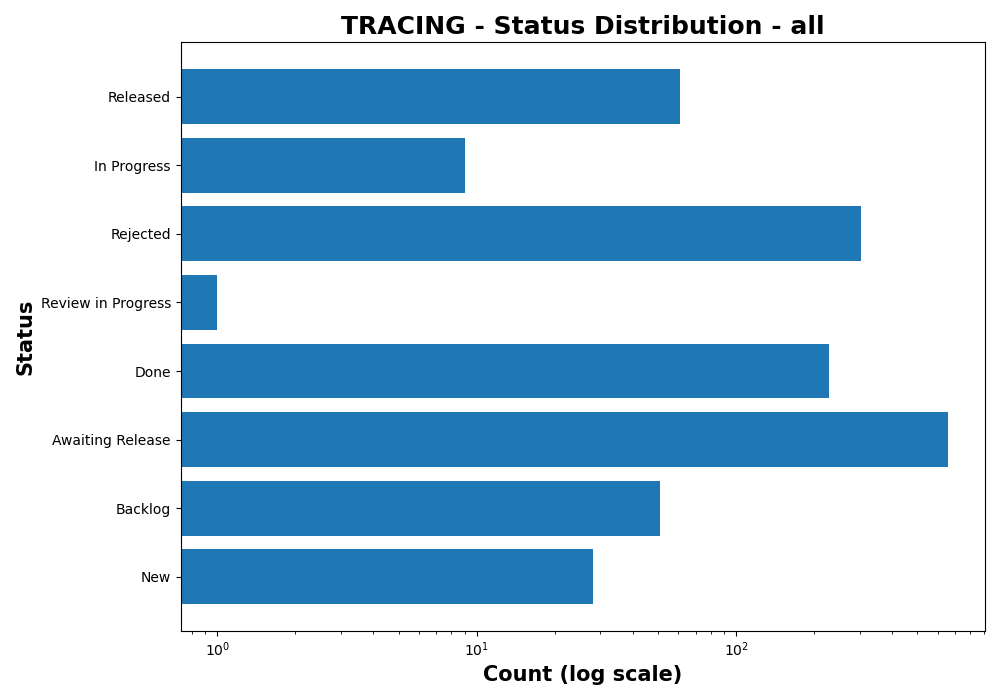 TRACING - Status Distribution - all
Released
In Progress
Rejected
Review in Progress
Done
Awaiting Release
Backlog
New
Status
10⁰ 10¹ 10²
Count (log scale)